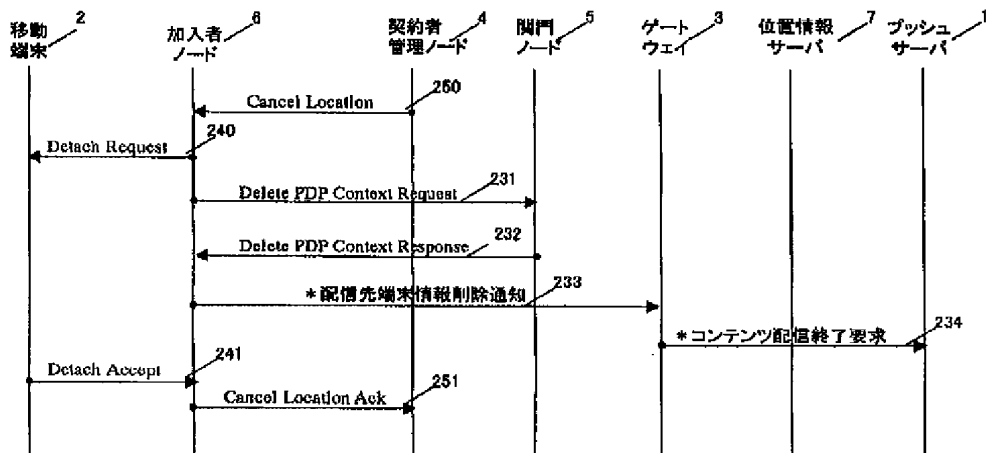 移動
端末
2
加入者
ノード
6
契約者
管理ノード
4
関門
ノード
5
ゲート
ウェイ
3
位置情報
サーバ
7
プッシュ
サーバ
1
Cancel Location
250
Detach Request
240
Delete PDP Context Request
231
Delete PDP Context Response
232
*配信先端末情報削除通知
233
*コンテンツ配信終了要求
234
Detach Accept
241
Cancel Location Ack
251